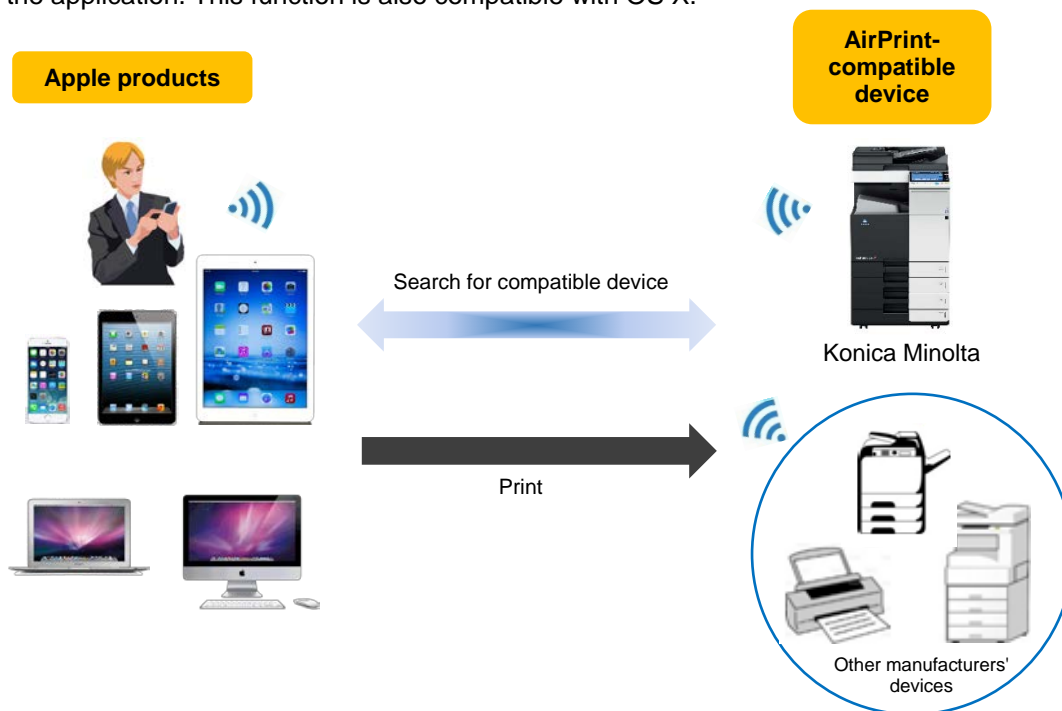 the application. This function is also compatible with OS X.
Apple products
AirPrint-
compatible
device
Search for compatible device
Konica Minolta
Print
Other manufacturers'
devices